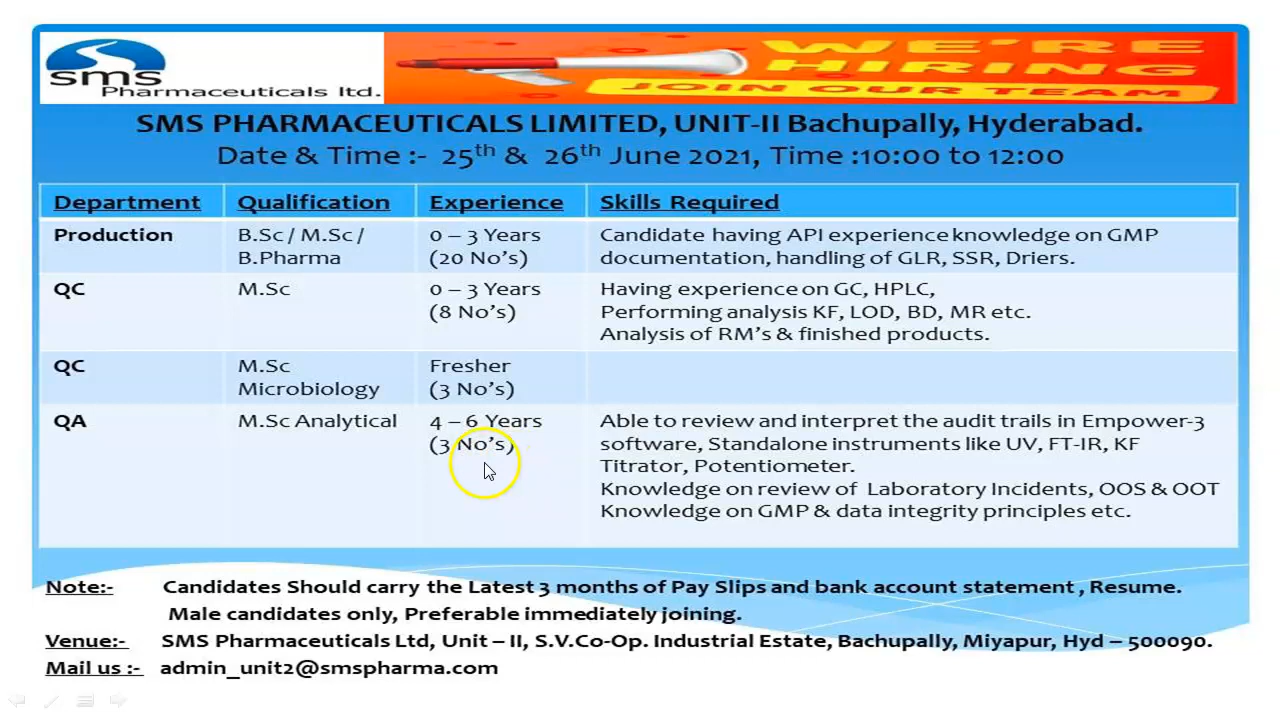 sms
Pharmaceuticals ltd.
WE'RE
HIRING
JOIN OUR TEAM
SMS PHARMACEUTICALS LIMITED, UNIT-II Bachupally, Hyderabad.
Date & Time :- 25th & 26th June 2021, Time :10:00 to 12:00
Department Qualification Experience Skills Required
Production B.Sc / M.Sc / 0 – 3 Years Candidate having API experience knowledge on GMP
B.Pharma (20 No's) documentation, handling of GLR, SSR, Driers.
QC M.Sc 0 – 3 Years Having experience on GC, HPLC,
(8 No's) Performing analysis KF, LOD, BD, MR etc.
Analysis of RM's & finished products.
QC M.Sc Fresher
Microbiology (3 No's)
QA M.Sc Analytical 4 – 6 Years Able to review and interpret the audit trails in Empower-3
(3 No's) software, Standalone instruments like UV, FT-IR, KF
Titrator, Potentiometer.
Knowledge on review of Laboratory Incidents, OOS & OOT
Knowledge on GMP & data integrity principles etc.
Note:- Candidates Should carry the Latest 3 months of Pay Slips and bank account statement , Resume.
Male candidates only, Preferable immediately joining.
Venue:- SMS Pharmaceuticals Ltd, Unit – II, S.V.Co-Op. Industrial Estate, Bachupally, Miyapur, Hyd – 500090.
Mail us :- admin_unit2@smspharma.com